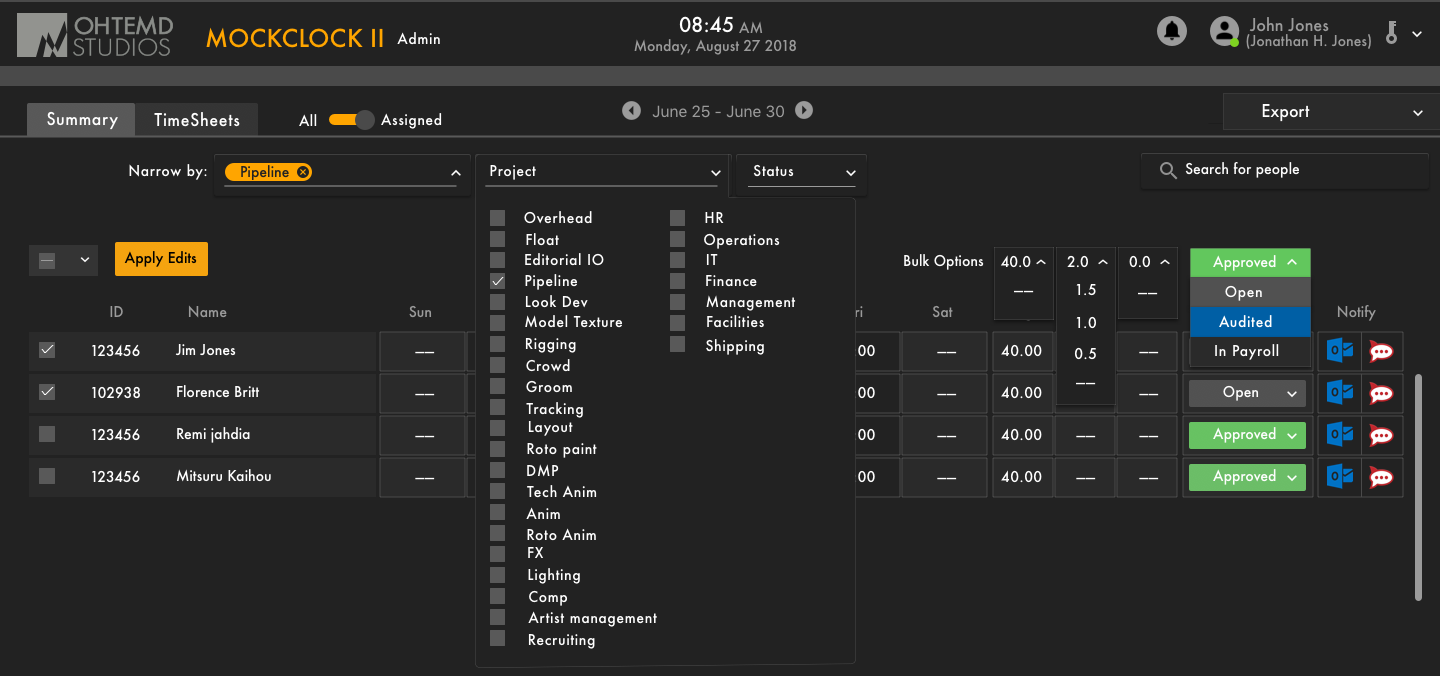 OHTEMD
STUDIOS
MOCKCLOCK II Admin
08:45 AM
Monday, August 27 2018
John Jones
(Jonathan H. Jones)
Summary
TimeSheets
All
Assigned
June 25 - June 30
Export
Narrow by:
Pipeline
Project
Status
Search for people
Overhead
Float
Editorial IO
Pipeline
Look Dev
Model Texture
Rigging
Crowd
Groom
Tracking
Layout
Roto paint
DMP
Tech Anim
Anim
Roto Anim
FX
Lighting
Comp
Artist management
Recruiting
HR
Operations
IT
Finance
Management
Facilities
Shipping
Apply Edits
Bulk Options
40.0
——
2.0
1.5
1.0
0.5
——
0.0
——
Approved
Open
Audited
In Payroll
ID Name Sun ri Sat Notify
123456 Jim Jones —— 00 —— 40.00 ——
102938 Florence Britt —— 00 —— 40.00 —— Open
123456 Remi jahdia —— 00 —— 40.00 —— —— Approved
123456 Mitsuru Kaihou —— 00 —— 40.00 —— —— Approved